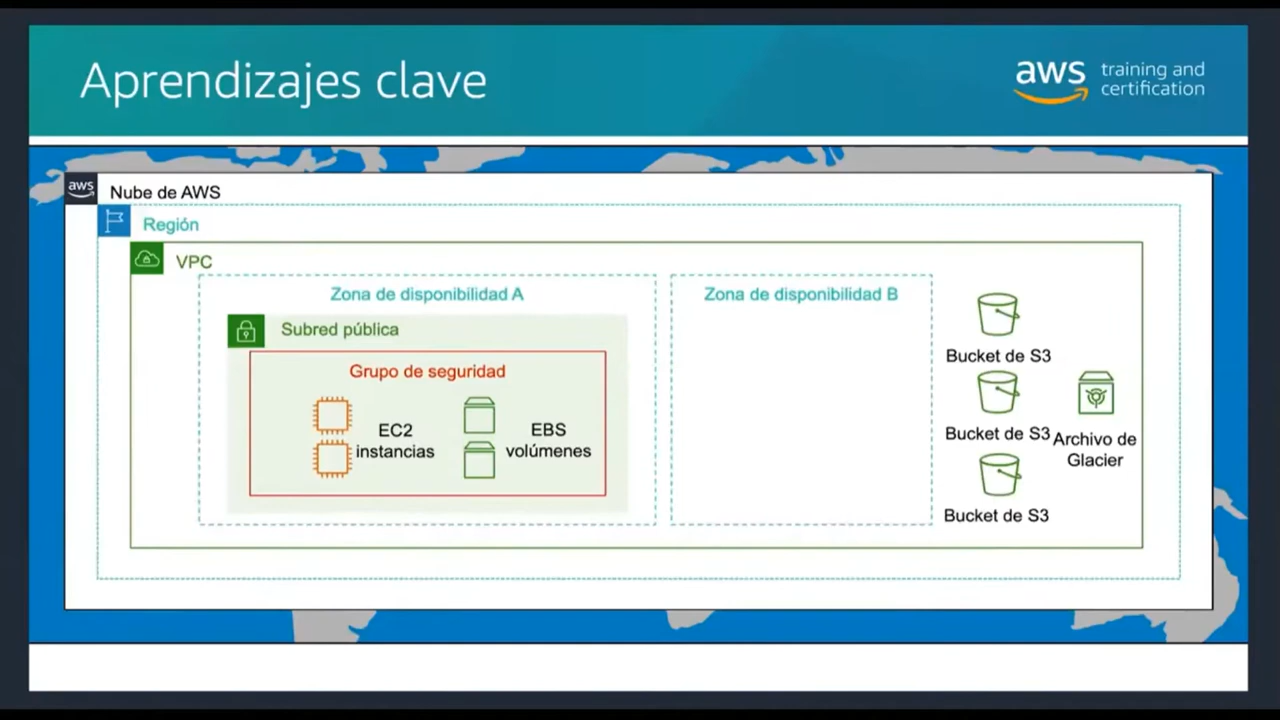 Aprendizajes clave
aws training and
certification
aws
Nube de AWS
Región
VPC
Zona de disponibilidad A
Zona de disponibilidad B
Subred pública
Grupo de seguridad
EC2
instancias
EBS
volúmenes
Bucket de S3
Bucket de S3
Archivo de
Glacier
Bucket de S3